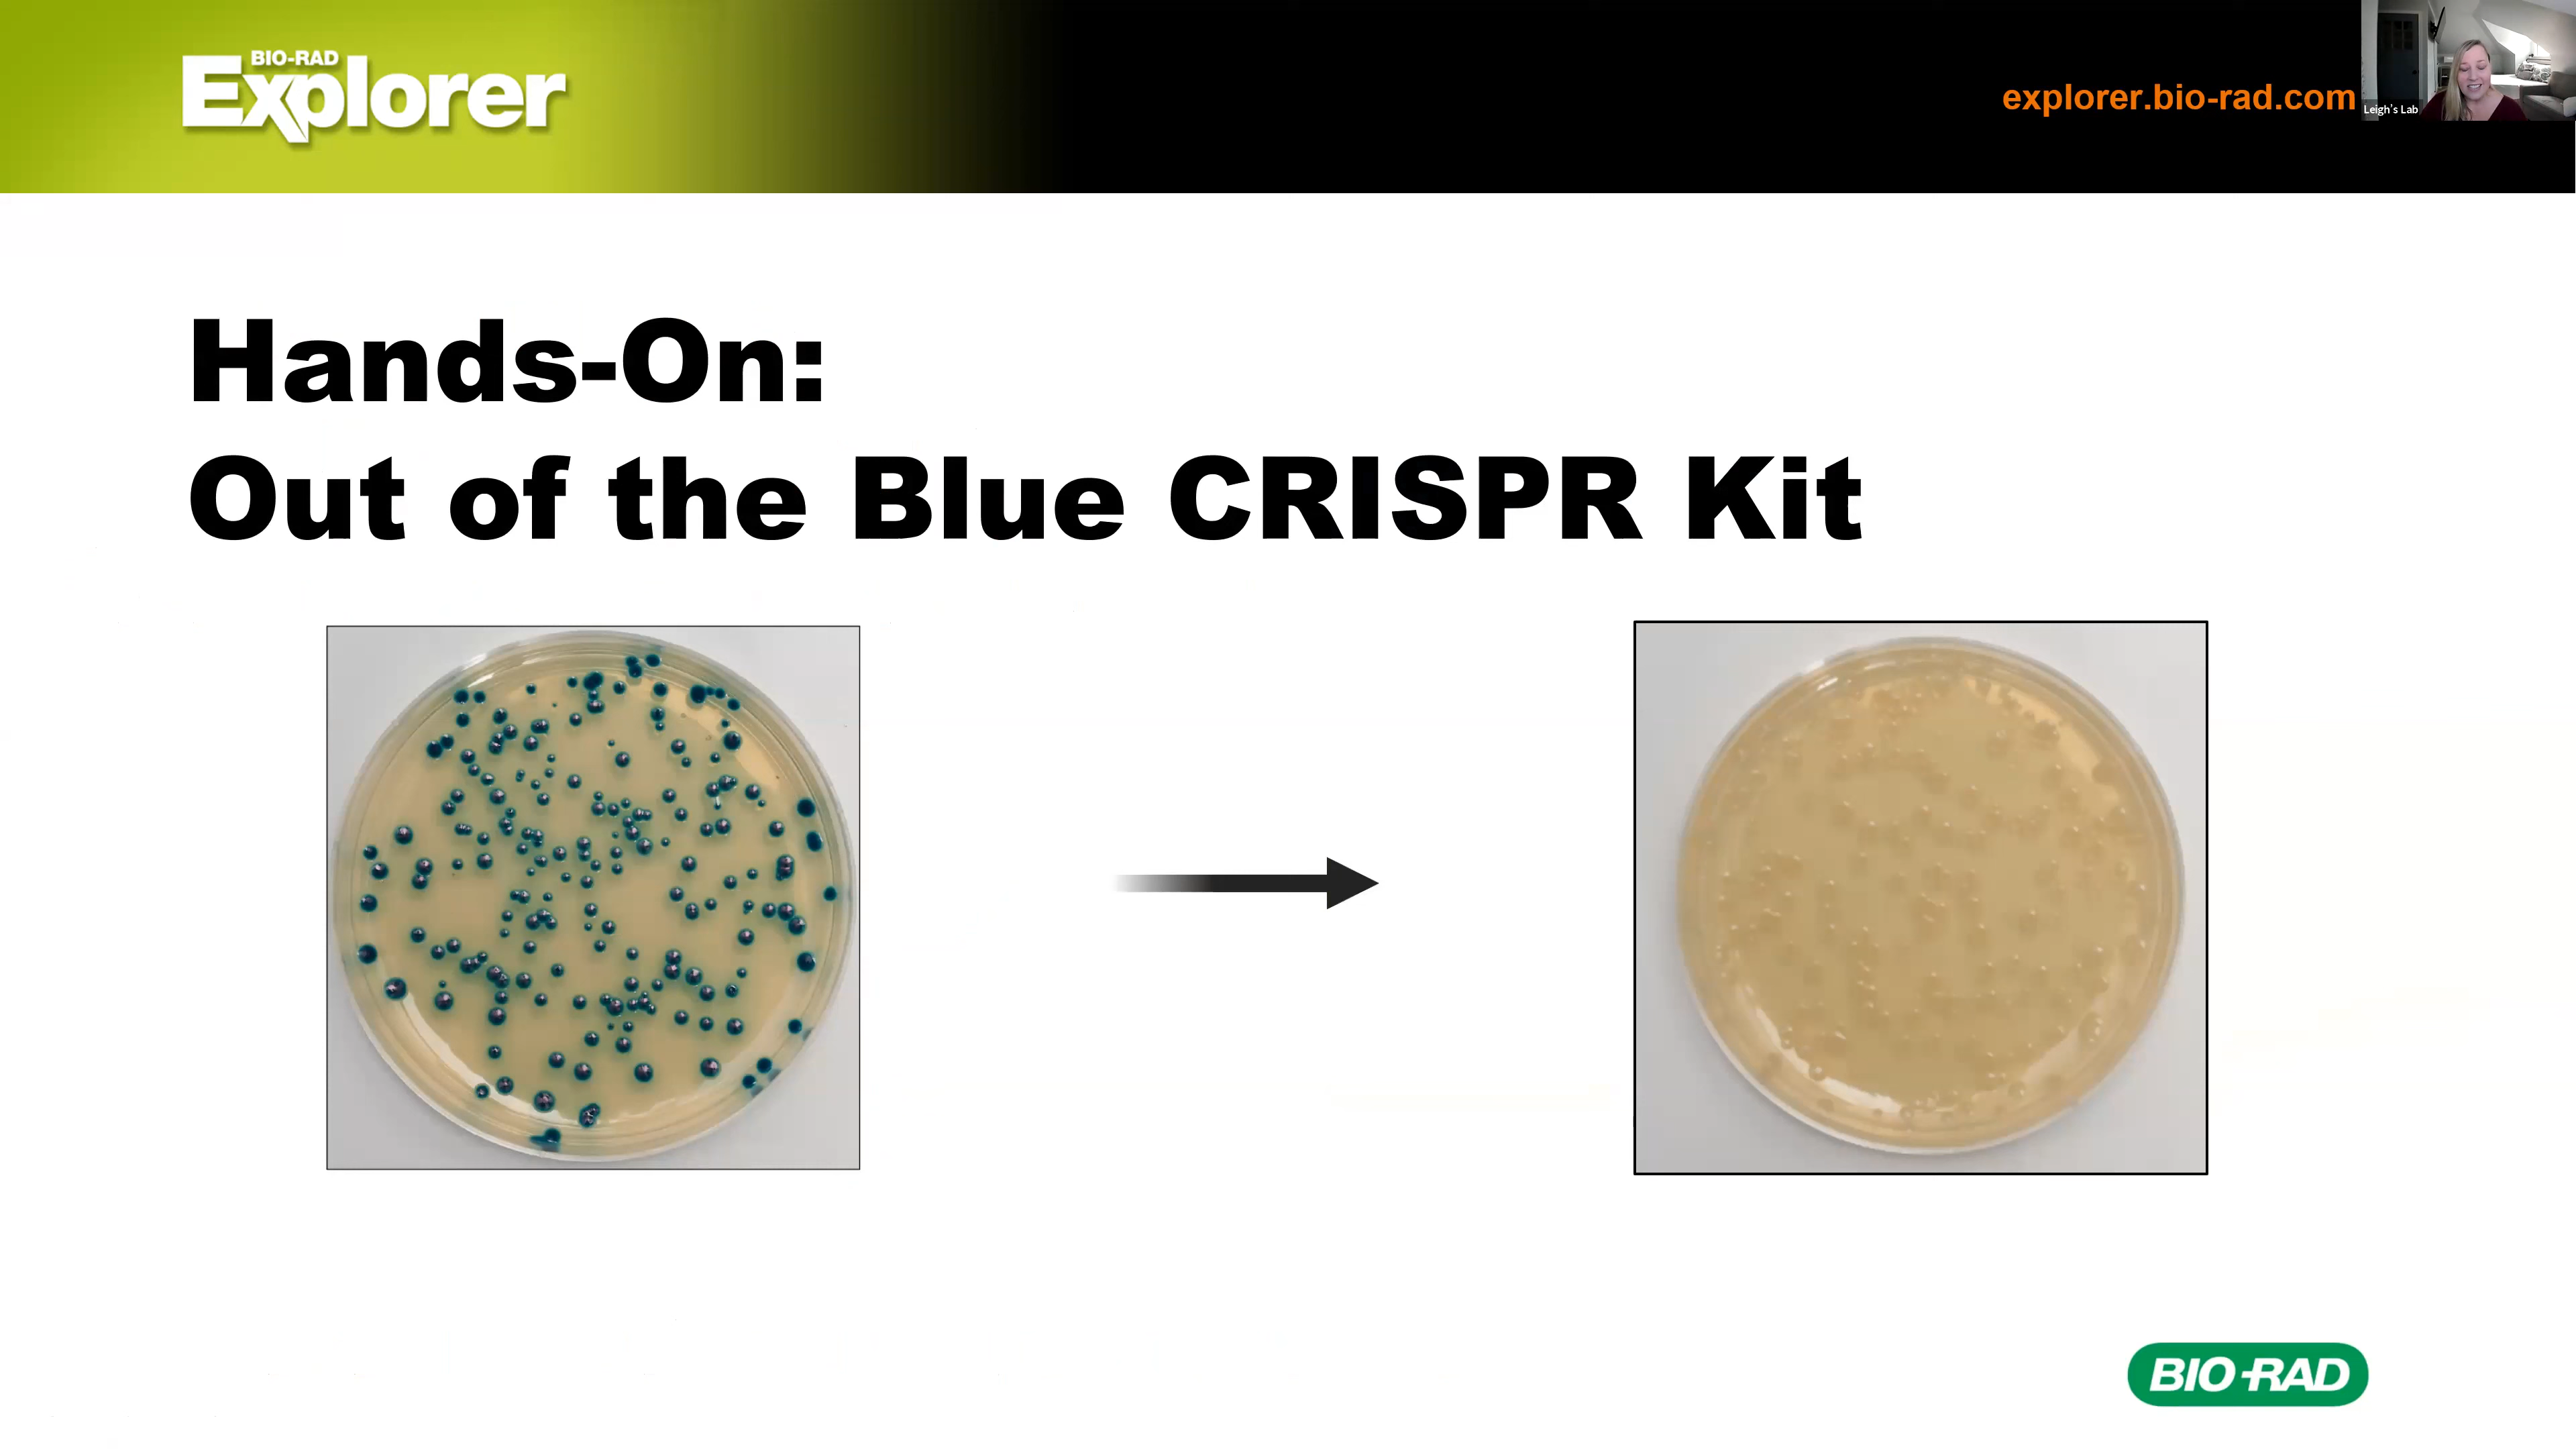 BIO-RAD
Explorer
explorer.bio-rad.com
Leigh's Lab
Hands-On:
Out of the Blue CRISPR Kit
BIO-RAD